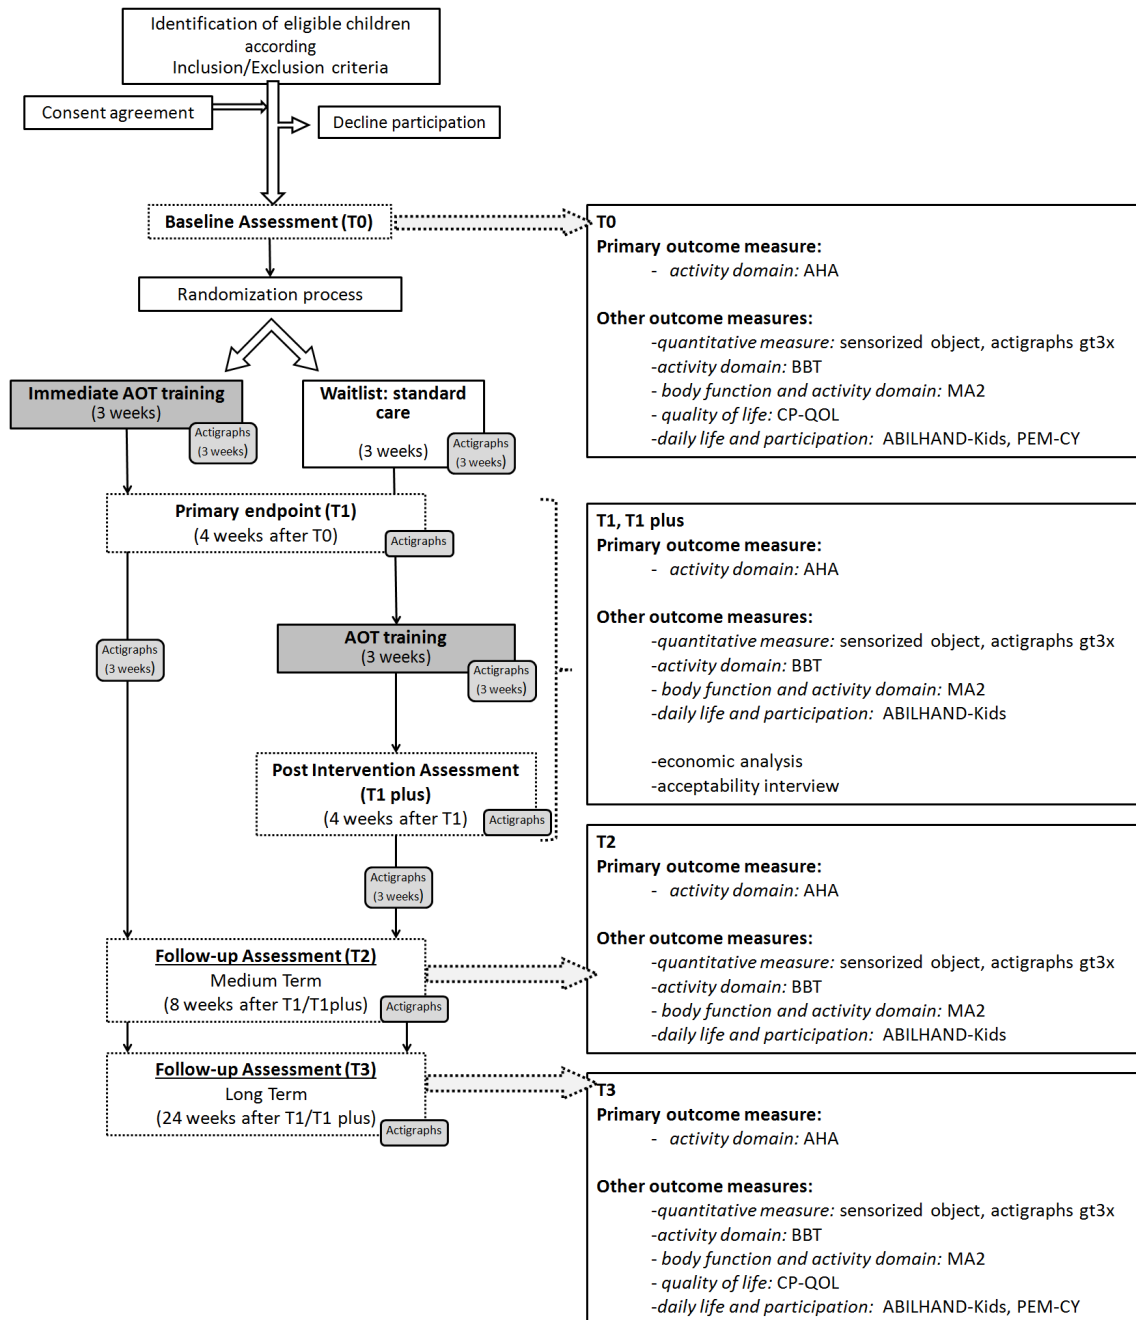 Identification of eligible children
according
Inclusion/Exclusion criteria
Consent agreement
Decline participation
Baseline Assessment (T0)
Randomization process
Immediate AOT training
(3 weeks)
Actigraphs
(3 weeks)
Waitlist: standard
care
(3 weeks)
Actigraphs
(3 weeks)
Primary endpoint (T1)
(4 weeks after T0)
Actigraphs
Actigraphs
(3 weeks)
AOT training
(3 weeks)
Actigraphs
(3 weeks)
Post Intervention Assessment
(T1 plus)
(4 weeks after T1)
Actigraphs
Actigraphs
(3 weeks)
Follow-up Assessment (T2)
Medium Term
(8 weeks after T1/T1plus)
Actigraphs
Follow-up Assessment (T3)
Long Term
(24 weeks after T1/T1 plus)
Actigraphs
T0
Primary outcome measure:
- activity domain: AHA
Other outcome measures:
-quantitative measure: sensorized object, actigraphs gt3x
-activity domain: BBT
- body function and activity domain: MA2
- quality of life: CP-QOL
-daily life and participation: ABILHAND-Kids, PEM-CY
T1, T1 plus
Primary outcome measure:
- activity domain: AHA
Other outcome measures:
-quantitative measure: sensorized object, actigraphs gt3x
-activity domain: BBT
- body function and activity domain: MA2
-daily life and participation: ABILHAND-Kids
-economic analysis
-acceptability interview
T2
Primary outcome measure:
- activity domain: AHA
Other outcome measures:
-quantitative measure: sensorized object, actigraphs gt3x
-activity domain: BBT
- body function and activity domain: MA2
-daily life and participation: ABILHAND-Kids
T3
Primary outcome measure:
- activity domain: AHA
Other outcome measures:
-quantitative measure: sensorized object, actigraphs gt3x
-activity domain: BBT
- body function and activity domain: MA2
- quality of life: CP-QOL
-daily life and participation: ABILHAND-Kids, PEM-CY